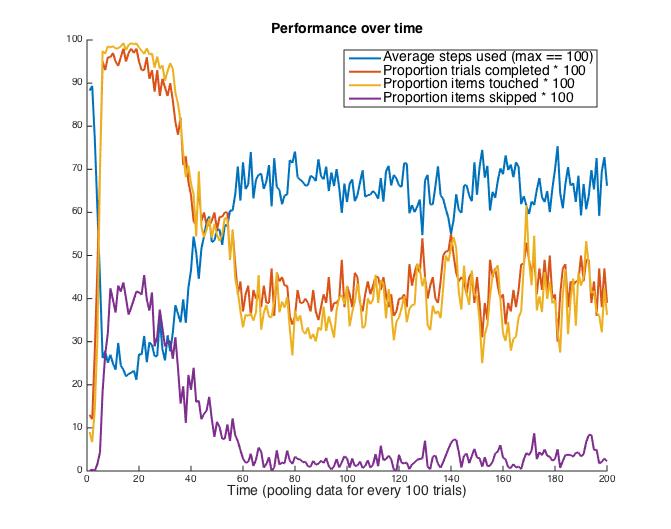 Performance over time
100
90
80
70
60
50
40
30
20
10
0
Average steps used (max == 100)
Proportion trials completed * 100
Proportion items touched * 100
Proportion items skipped * 100
0 20 40 60 80 100 120 140 160 180 200
Time (pooling data for every 100 trials)